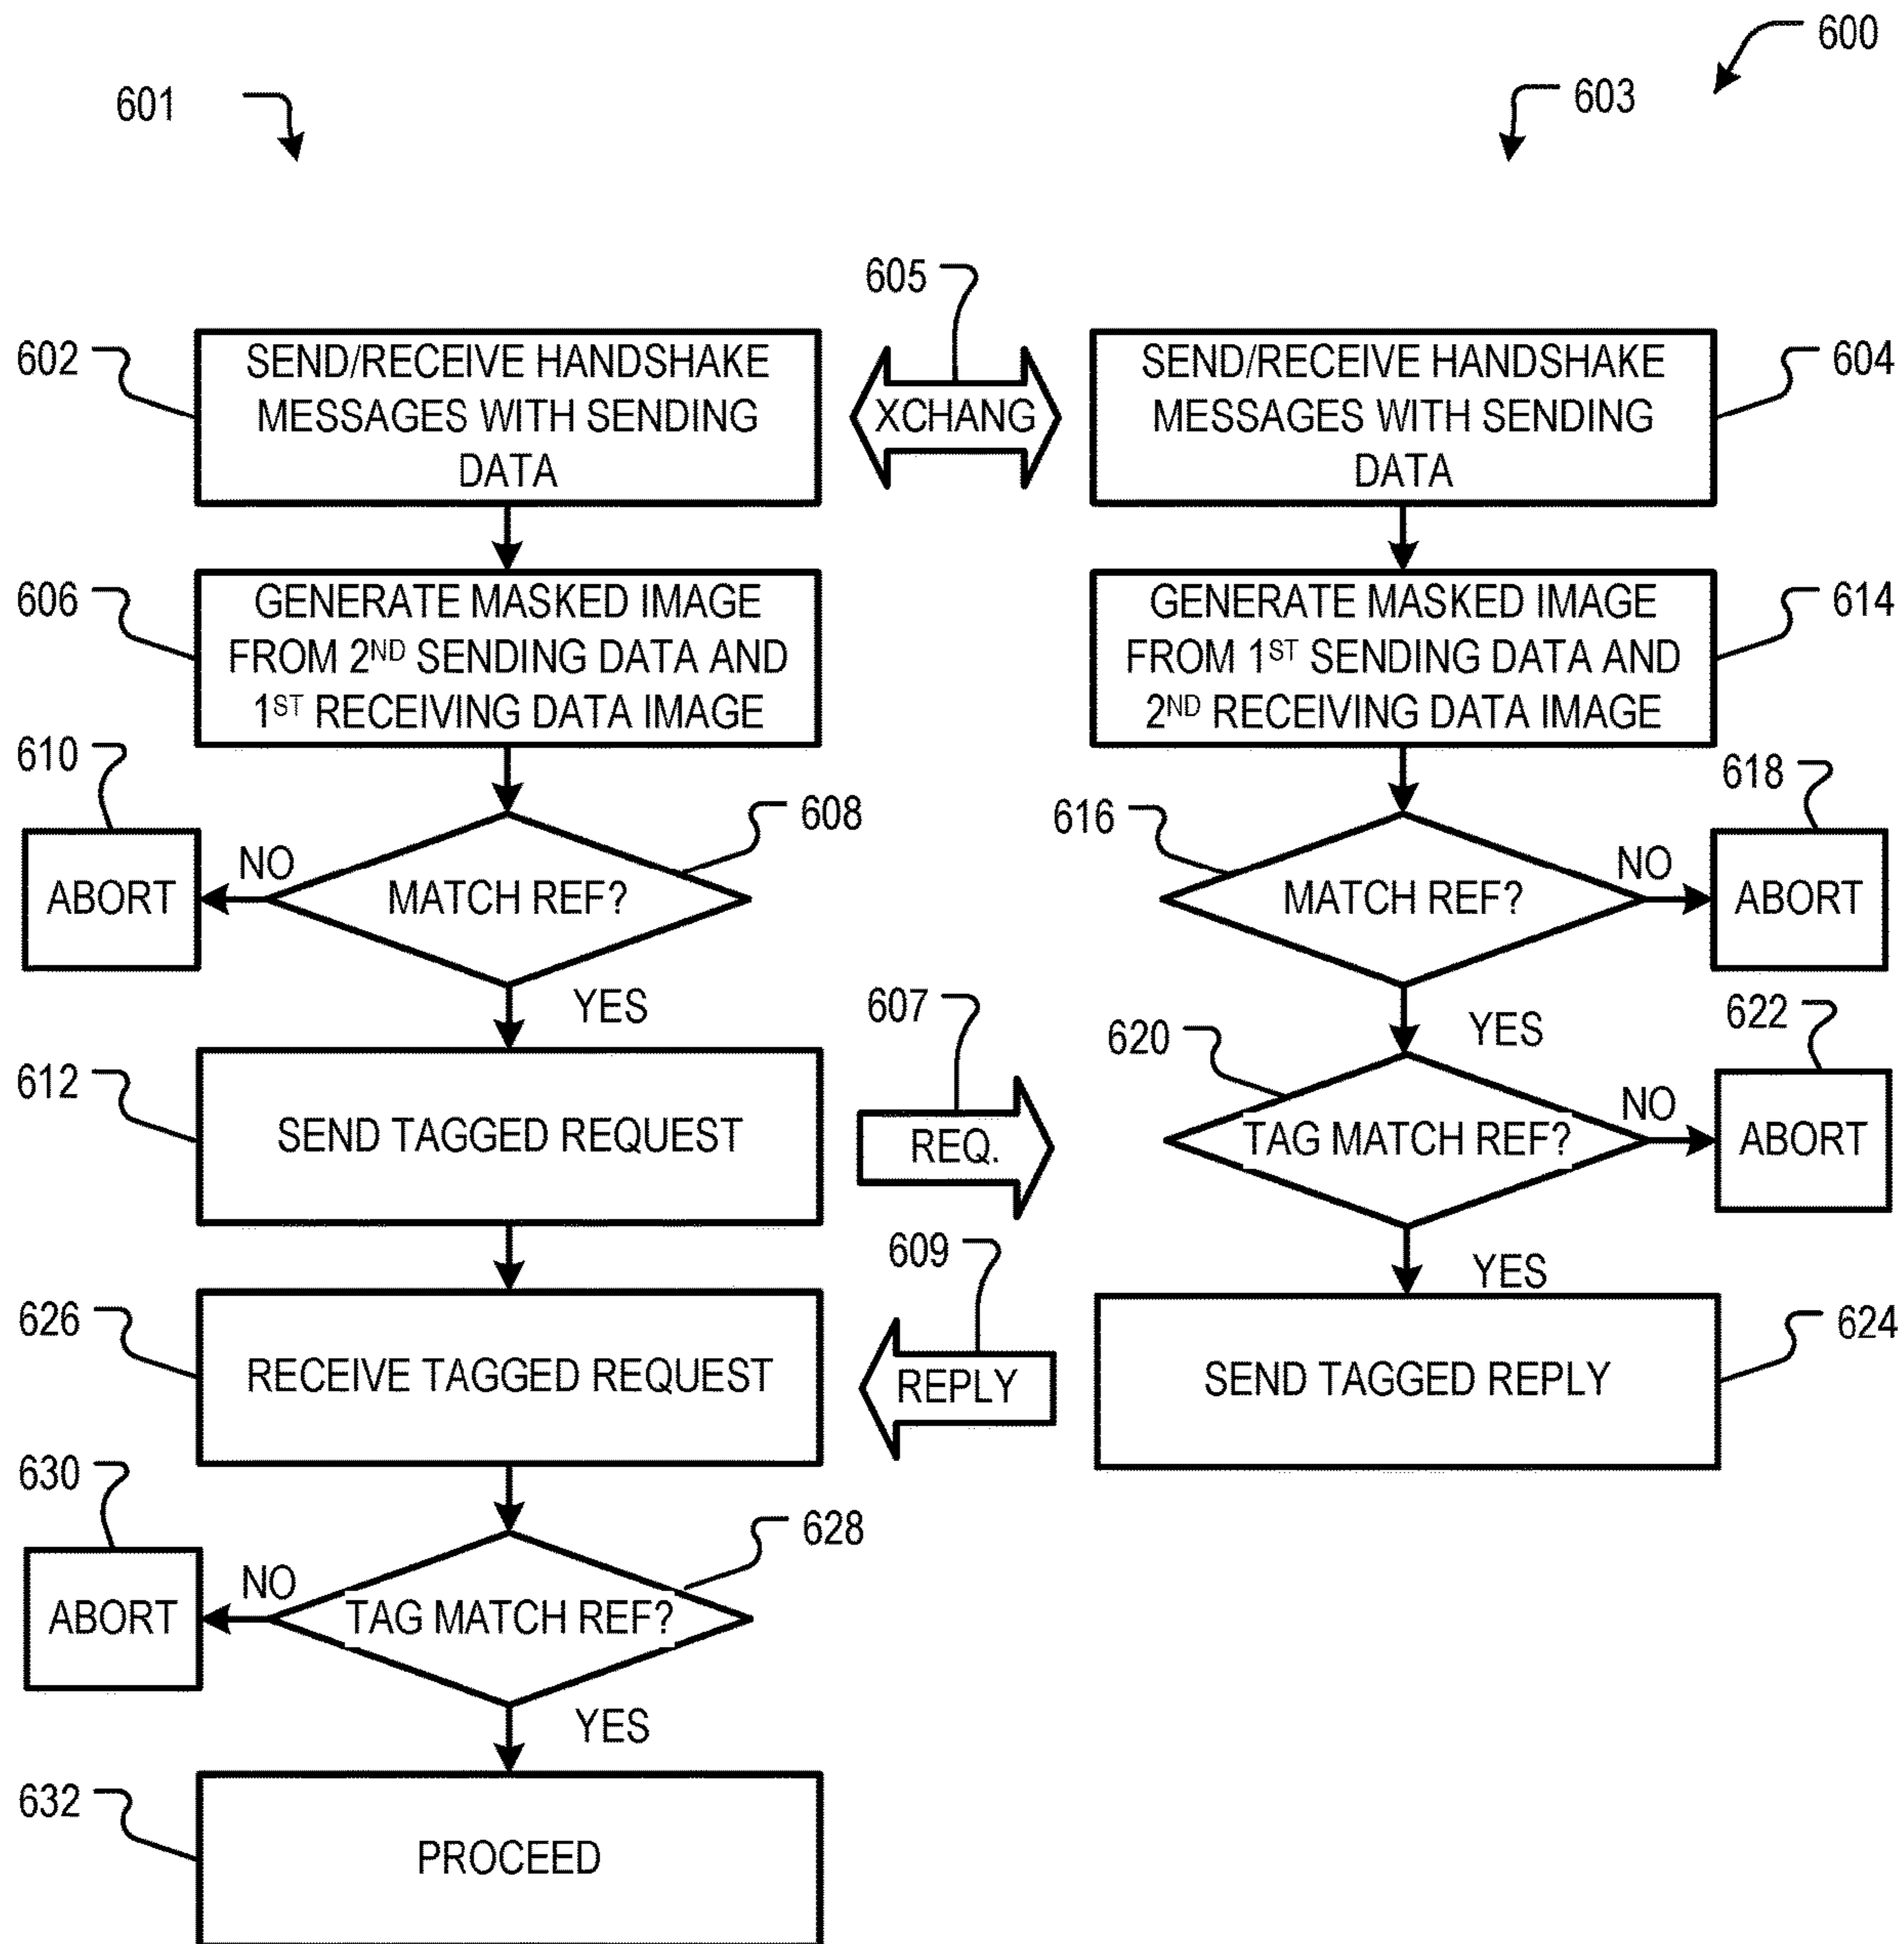 600
601
603
605
602
SEND/RECEIVE HANDSHAKE
MESSAGES WITH SENDING
DATA
XCHANG
SEND/RECEIVE HANDSHAKE
MESSAGES WITH SENDING
DATA
604
606
GENERATE MASKED IMAGE
FROM 2ND SENDING DATA AND
1ST RECEIVING DATA IMAGE
GENERATE MASKED IMAGE
FROM 1ST SENDING DATA AND
2ND RECEIVING DATA IMAGE
614
610
608
616
618
ABORT
NO
MATCH REF?
MATCH REF?
NO
ABORT
YES
607
YES
622
612
620
SEND TAGGED REQUEST
REQ.
TAG MATCH REF?
NO
ABORT
609
YES
626
RECEIVE TAGGED REQUEST
REPLY
SEND TAGGED REPLY
624
630
628
ABORT
NO
TAG MATCH REF?
YES
632
PROCEED